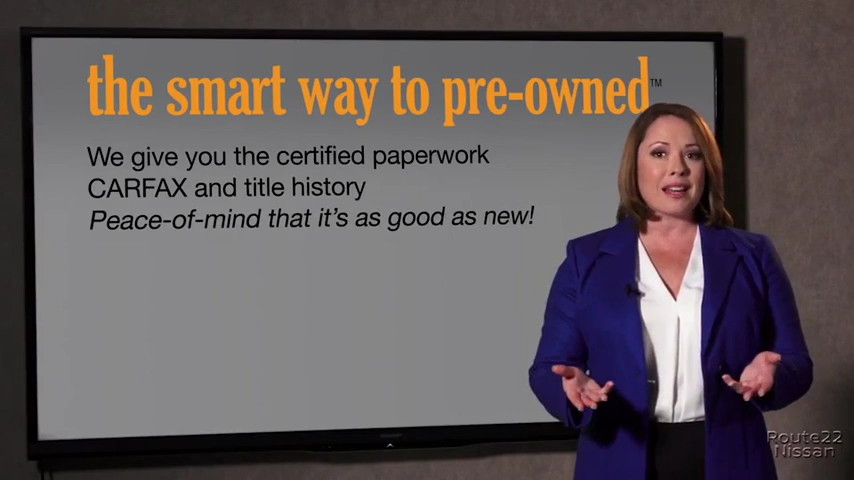 the smart way to pre-owned™
We give you the certified paperwork
CARFAX and title history
Peace-of-mind that it's as good as new!
Route22
Nissan